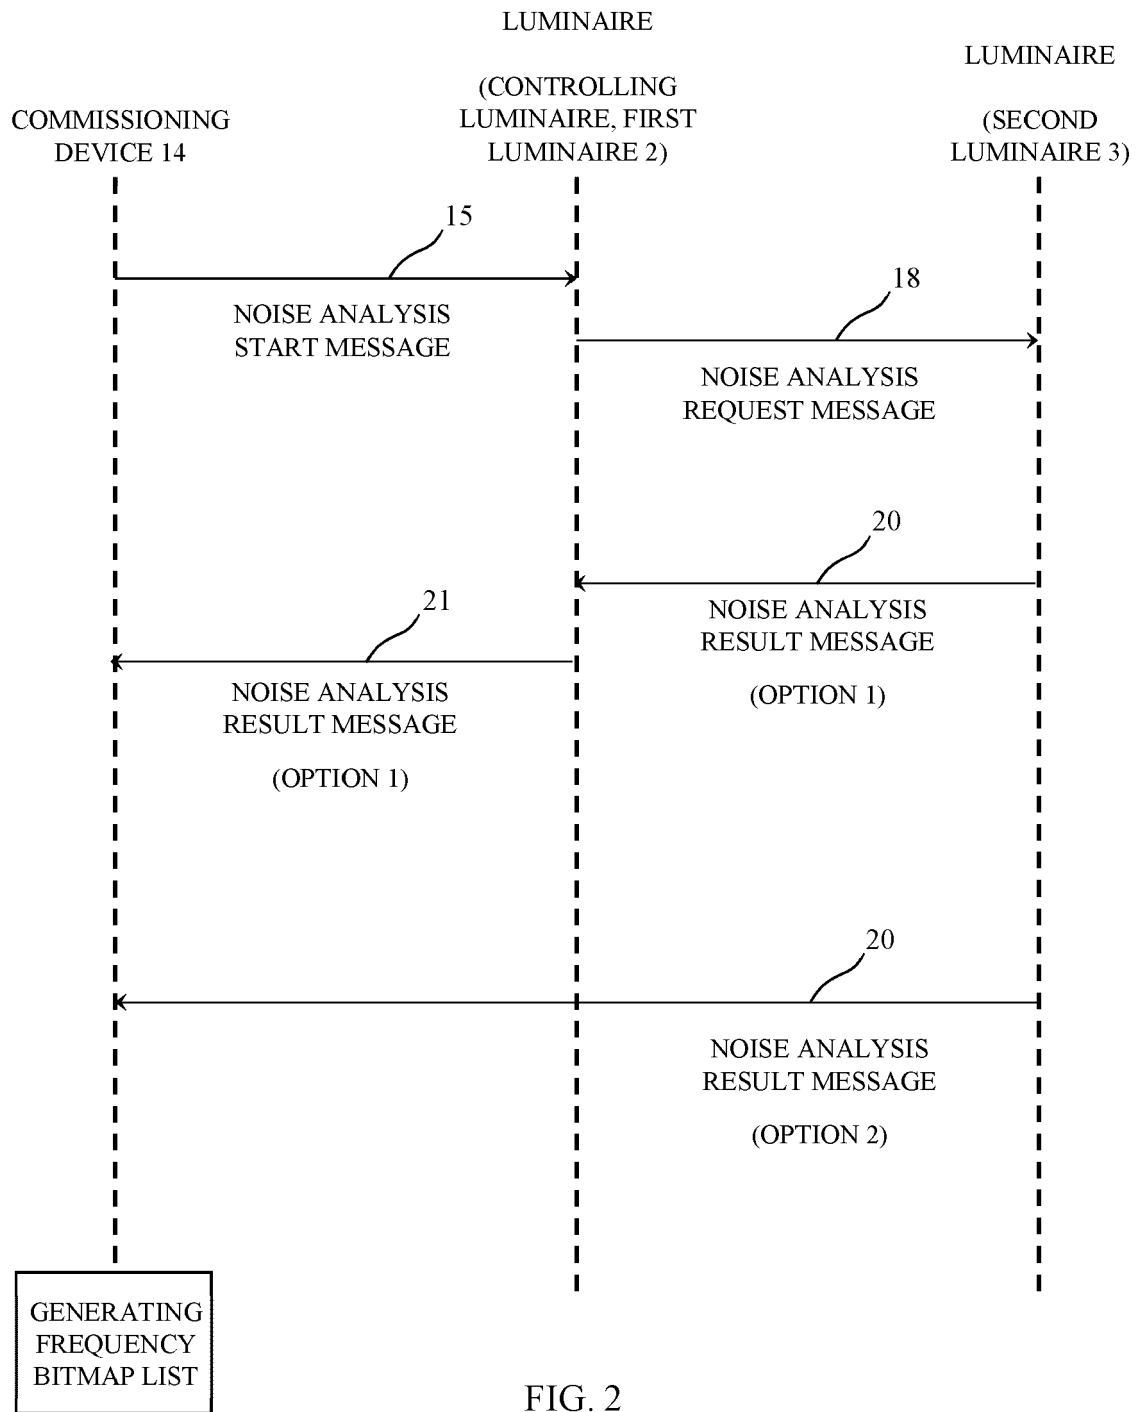 LUMINAIRE
(CONTROLLING
LUMINAIRE, FIRST
LUMINAIRE 2)
LUMINAIRE
(SECOND
LUMINAIRE 3)
COMMISSIONING
DEVICE 14
15
NOISE ANALYSIS
START MESSAGE
18
NOISE ANALYSIS
REQUEST MESSAGE
20
NOISE ANALYSIS
RESULT MESSAGE
(OPTION 1)
21
NOISE ANALYSIS
RESULT MESSAGE
(OPTION 1)
20
NOISE ANALYSIS
RESULT MESSAGE
(OPTION 2)
GENERATING
FREQUENCY
BITMAP LIST
FIG. 2